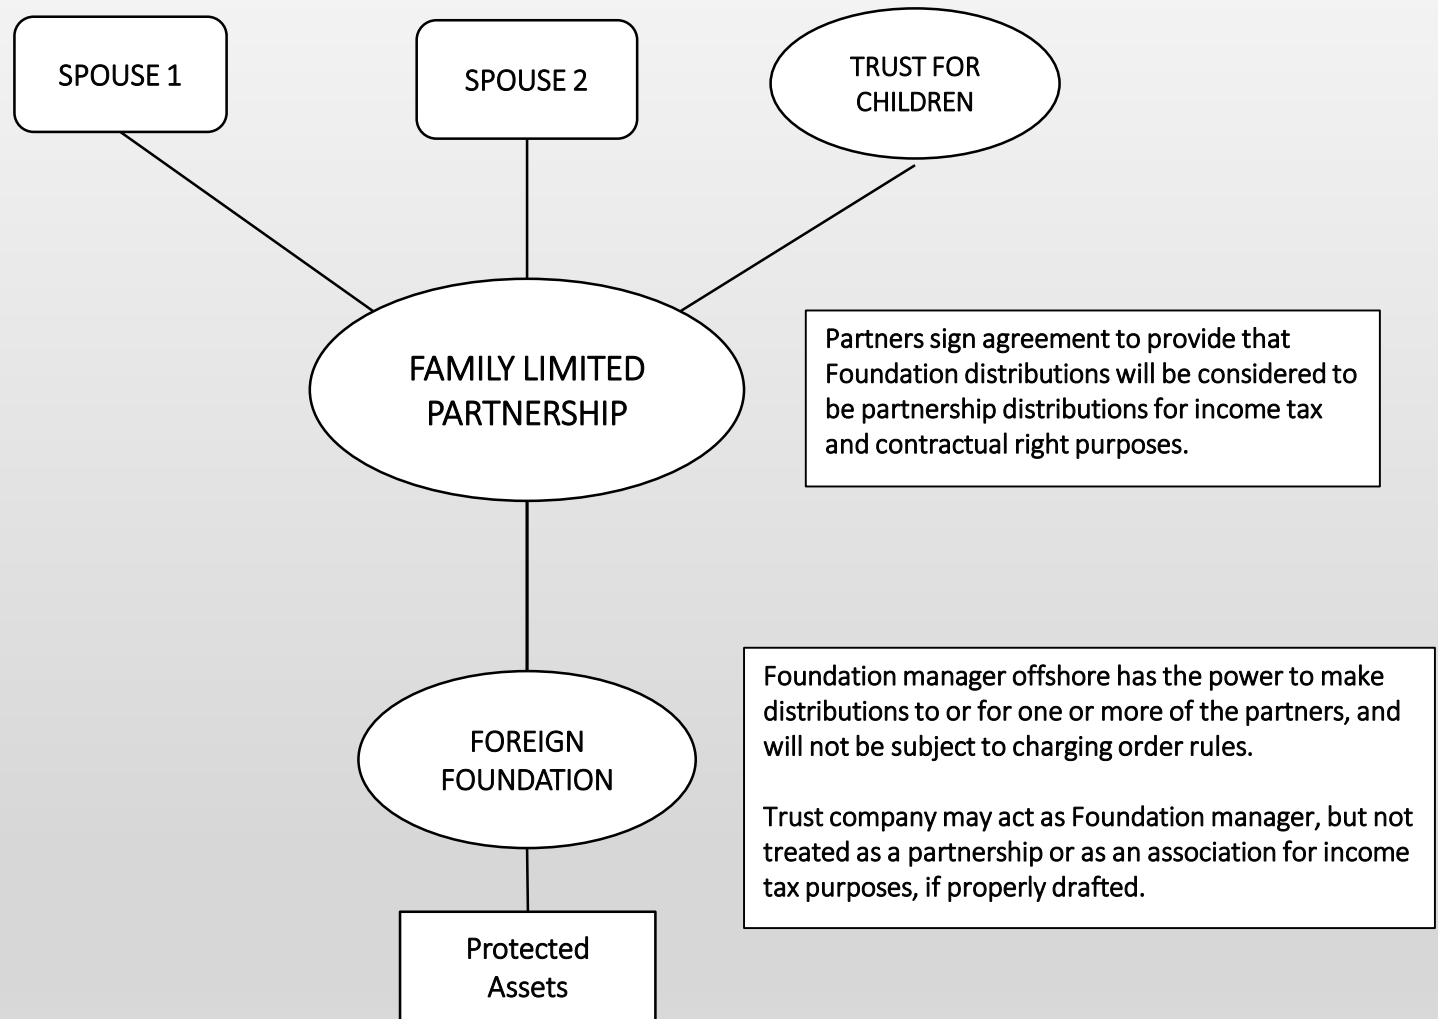 SPOUSE 1
SPOUSE 2
TRUST FOR
CHILDREN
FAMILY LIMITED
PARTNERSHIP
Partners sign agreement to provide that
Foundation distributions will be considered to
be partnership distributions for income tax
and contractual right purposes.
Foundation manager offshore has the power to make
distributions to or for one or more of the partners, and
will not be subject to charging order rules.
Trust company may act as Foundation manager, but not
treated as a partnership or as an association for income
tax purposes, if properly drafted.
FOREIGN
FOUNDATION
Protected
Assets